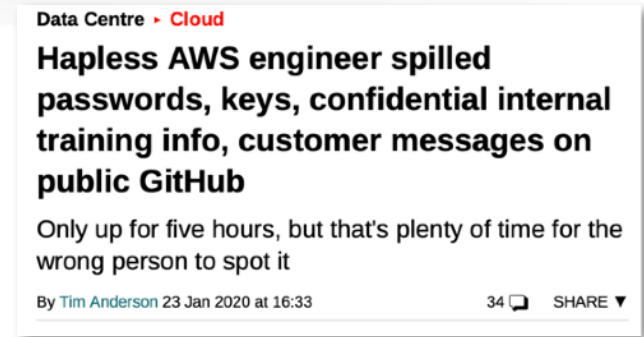 Data Centre ▸ Cloud
Hapless AWS engineer spilled
passwords, keys, confidential internal
training info, customer messages on
public GitHub
Only up for five hours, but that's plenty of time for the
wrong person to spot it
By Tim Anderson 23 Jan 2020 at 16:33 34 SHARE ▼